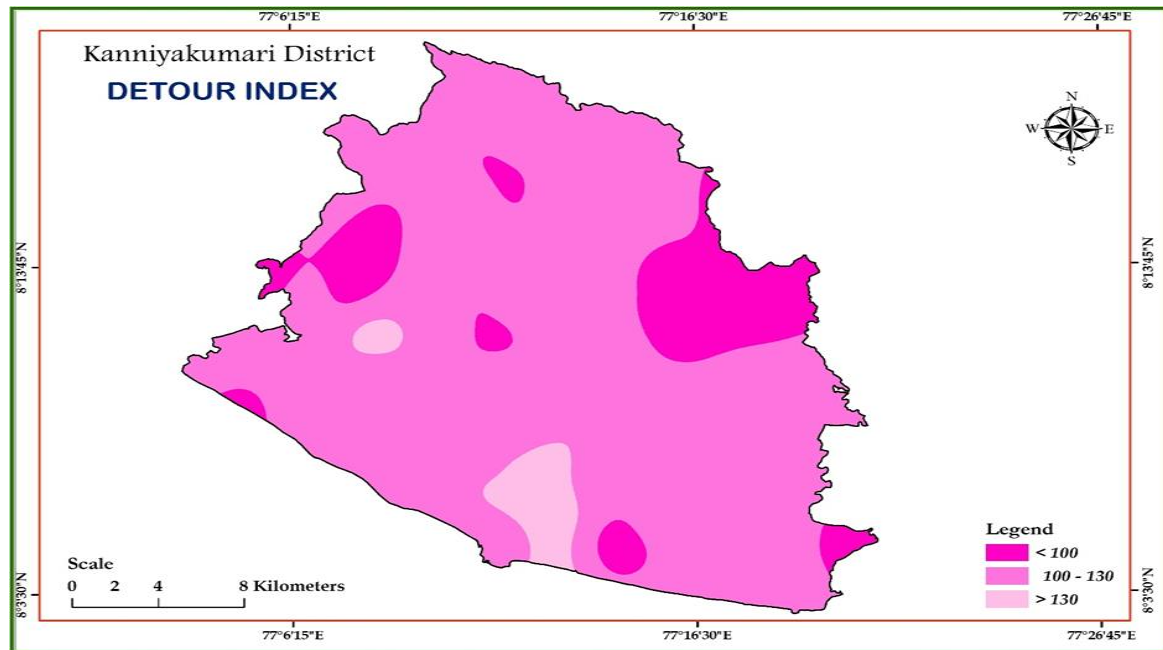 77°6'15"E 77°16'30"E 77°26'45"E
Kanniyakumari District
DETOUR INDEX
N
W E
S
8°13'45"N 8°13'45"N
Legend
< 100
100 - 130
> 130
Scale
0 2 4 8 Kilometers
8°3'30"N 8°3'30"N
77°6'15"E 77°16'30"E 77°26'45"E